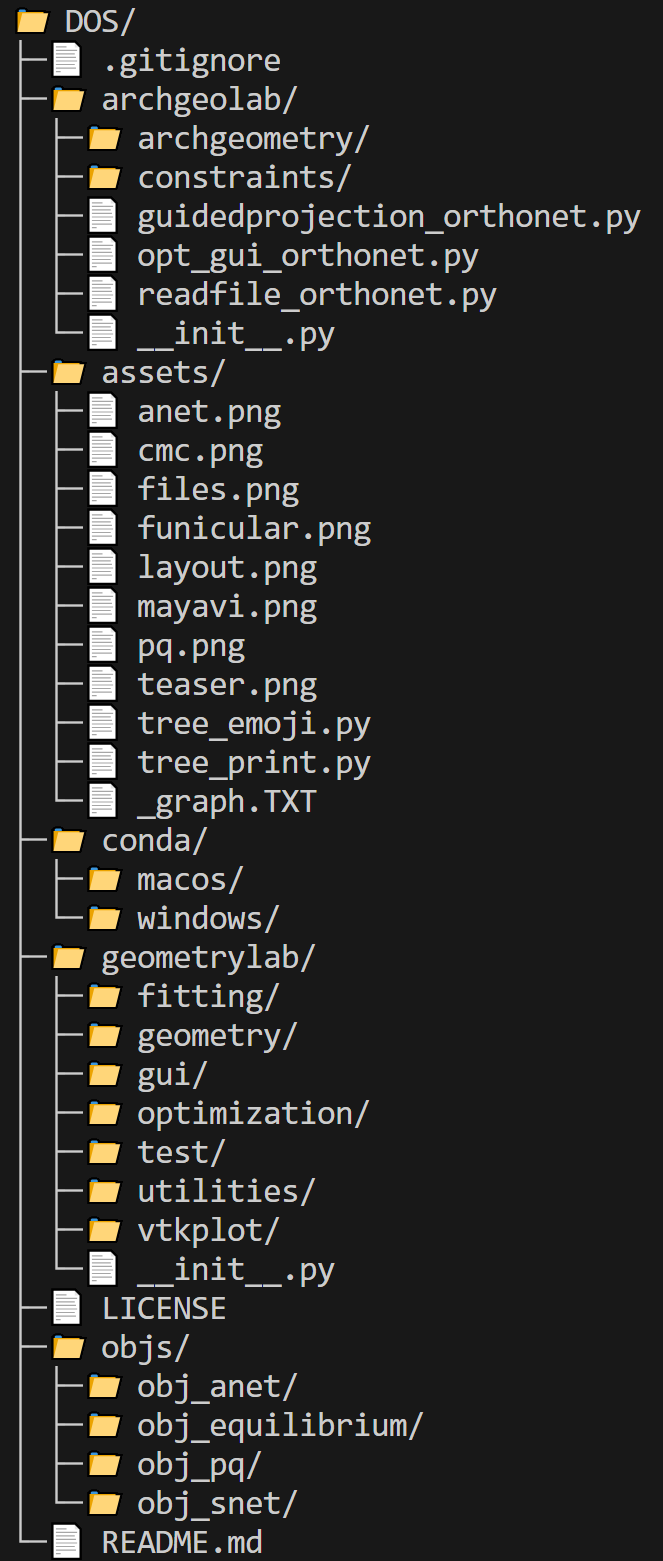 DOS/
.gitignore
archgeolab/
archgeometry/
constraints/
guidedprojection_orthonet.py
opt_gui_orthonet.py
readfile_orthonet.py
__init__.py
assets/
anet.png
cmc.png
files.png
funicular.png
layout.png
mayavi.png
pq.png
teaser.png
tree_emoji.py
tree_print.py
_graph.TXT
conda/
macos/
windows/
geometrylab/
fitting/
geometry/
gui/
optimization/
test/
utilities/
vtkplot/
__init__.py
LICENSE
objs/
obj_anet/
obj_equilibrium/
obj_pq/
obj_snet/
README.md